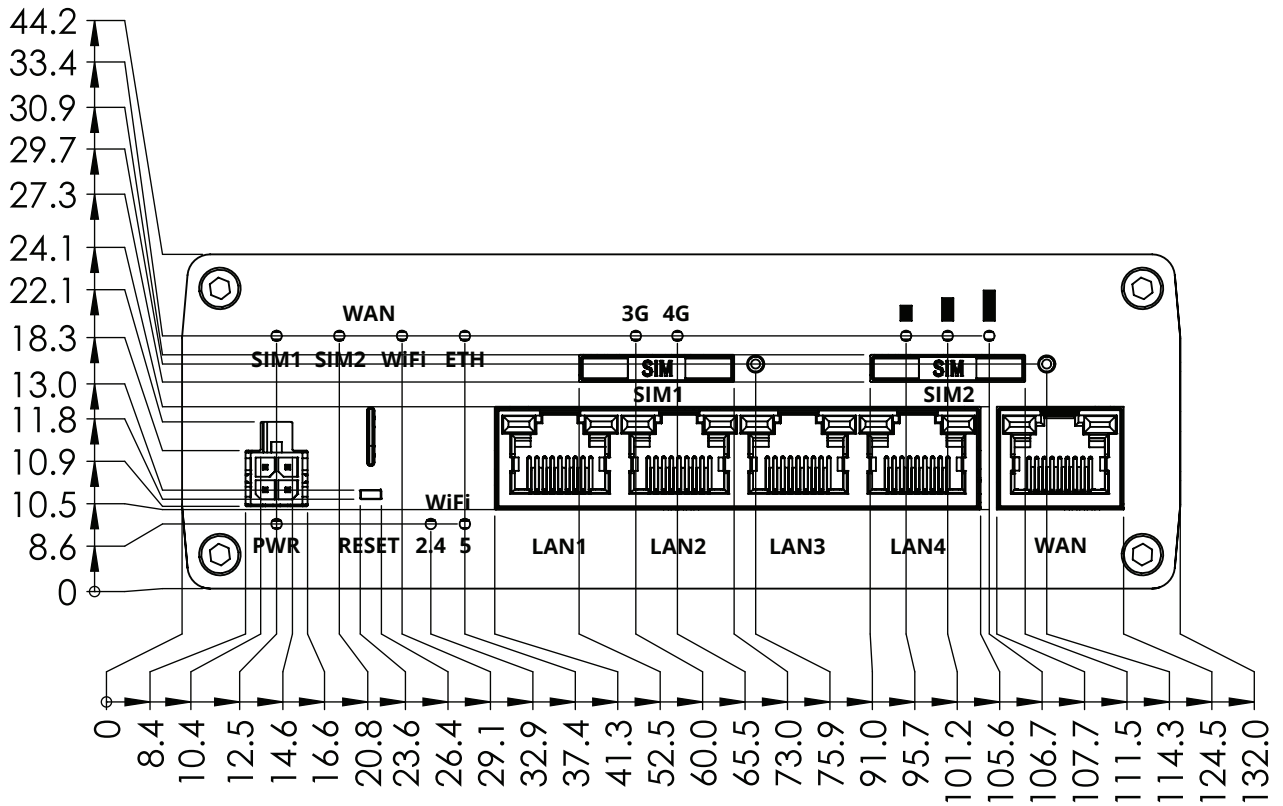 44.2
33.4
30.9
29.7
27.3
24.1
22.1
18.3
13.0
11.8
10.9
10.5
8.6
0
WAN
3G 4G
SIM1 SIM2 WiFi ETH
SIM
SIM
SIM1
SIM2
WiFi
PWR
RESET 2.4 5
LAN1
LAN2
LAN3
LAN4
WAN
0
8.4
10.4
12.5
14.6
16.6
20.8
23.6
26.4
29.1
32.9
37.4
41.3
52.5
60.0
65.5
73.0
75.9
91.0
95.7
101.2
105.6
106.7
107.7
111.5
114.3
124.5
132.0